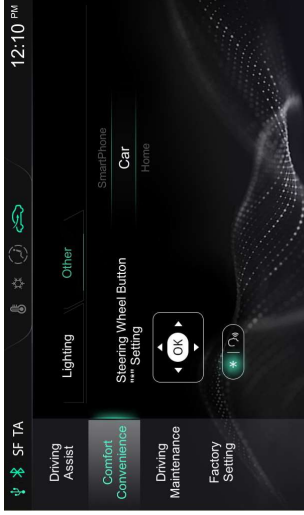 SF TA
12:10 PM
Driving
Assist
Comfort
Convenience
Driving
Maintenance
Factory
Setting
Lighting
Other
Steering Wheel Button
"*" Setting
OK
*
SmartPhone
Car
Home